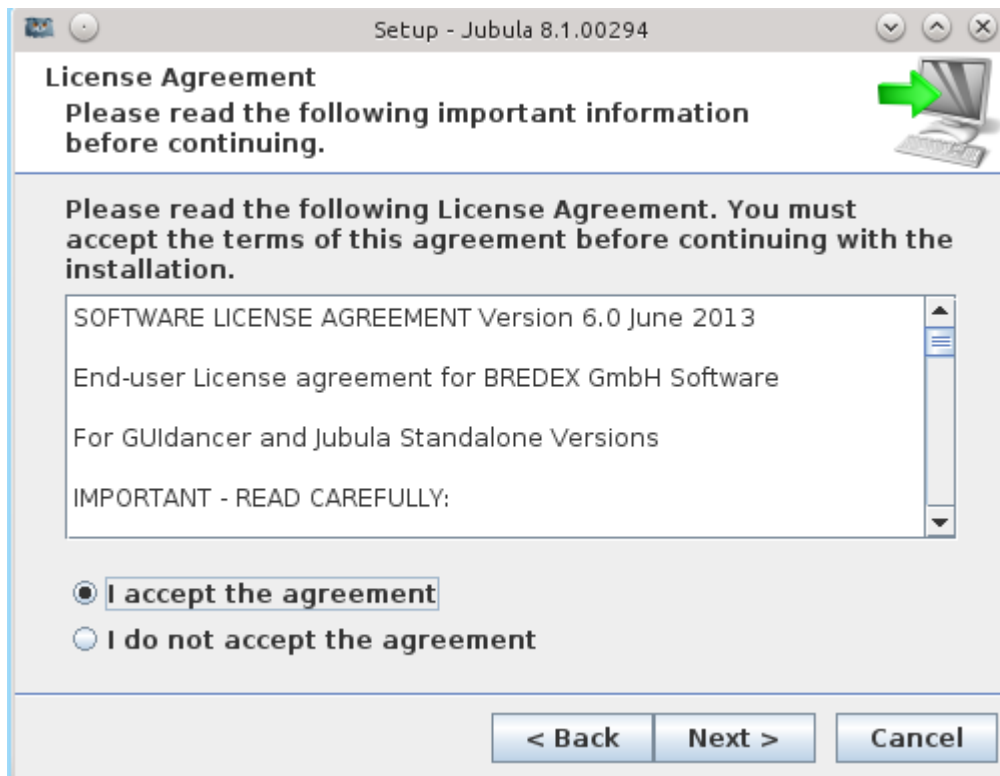 Setup - Jubula 8.1.00294
License Agreement
Please read the following important information
before continuing.
Please read the following License Agreement. You must
accept the terms of this agreement before continuing with the
installation.
SOFTWARE LICENSE AGREEMENT Version 6.0 June 2013
End-user License agreement for BREDEX GmbH Software
For GUIdancer and Jubula Standalone Versions
IMPORTANT - READ CAREFULLY:
I accept the agreement
I do not accept the agreement
< Back Next > Cancel